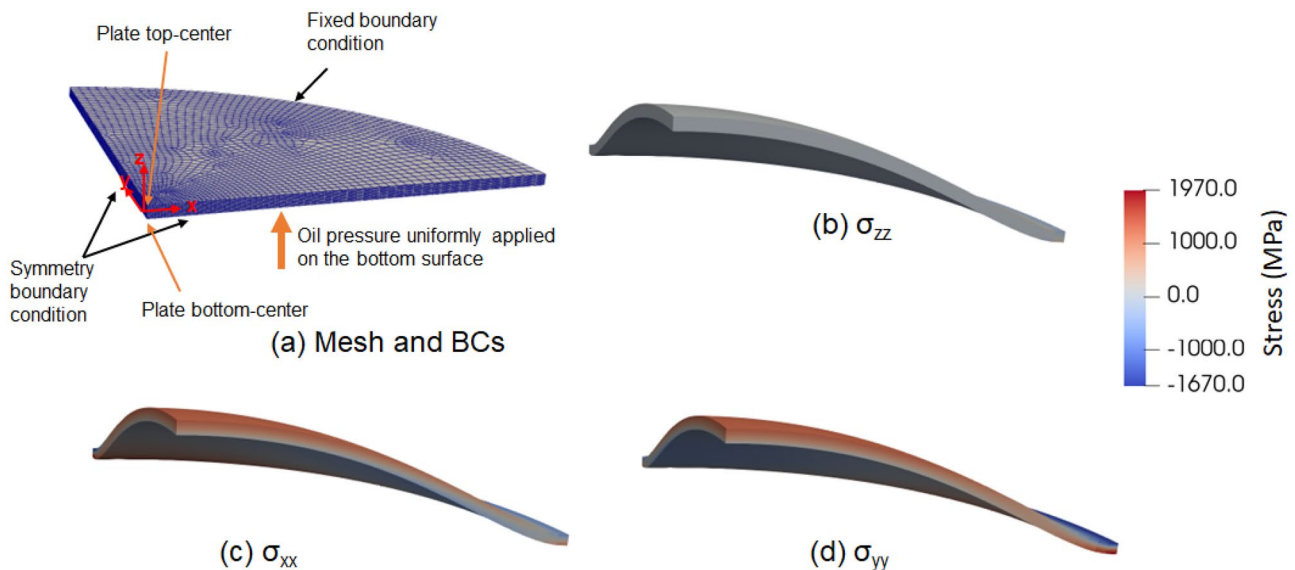 Plate top-center
Fixed boundary
condition
z
Y
x
Symmetry
boundary
condition
Oil pressure uniformly applied
on the bottom surface
Plate bottom-center
(a) Mesh and BCs
(b) σzz
1970.0
1000.0
0.0
-1000.0
-1670.0
Stress (MPa)
(c) σxx
(d) σyy